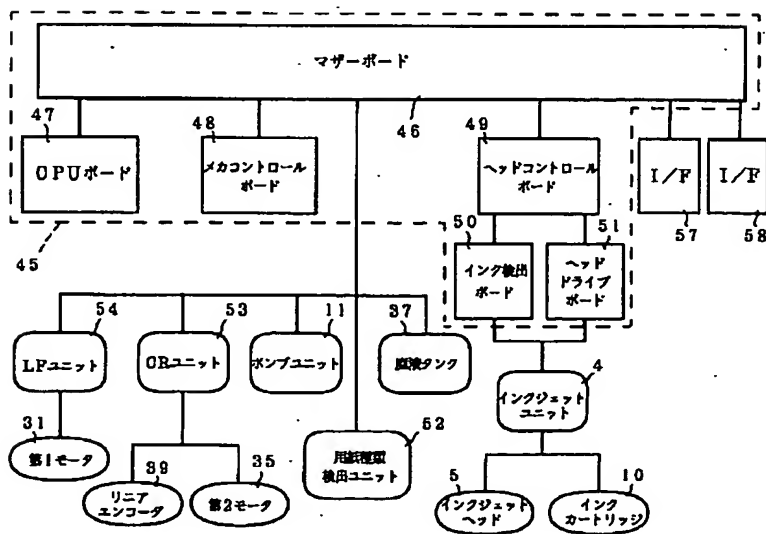 マザーボード
46
47
CPUボード
48
メカコントロール
ボード
49
ヘッドコントロール
ボード
I/F
57
I/F
58
45
50
インク検出
ボード
51
ヘッド
ドライブ
ボード
54
LFユニット
53
CRユニット
11
ポンプユニット
37
廃液タンク
4
インクジェット
ユニット
31
第1モータ
39
リニア
エンコータ
35
第2モータ
52
用紙種類
検出ユニット
5
インクジェット
ヘッド
10
インク
カートリッジ